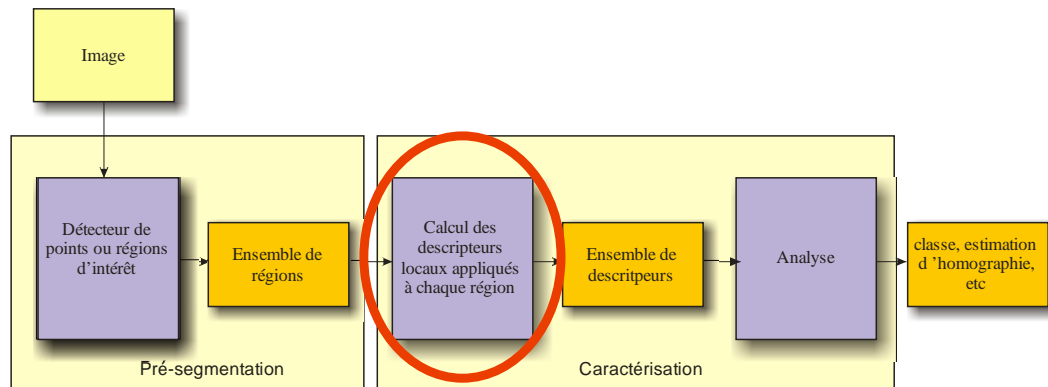 Image
Détecteur de
points ou régions
d’intérêt
Ensemble de
régions
Pré-segmentation
Calcul des
descripteurs
locaux appliqués
à chaque région
Ensemble de
descritpeurs
Analyse
Caractérisation
classe, estimation
d ’homographie,
etc